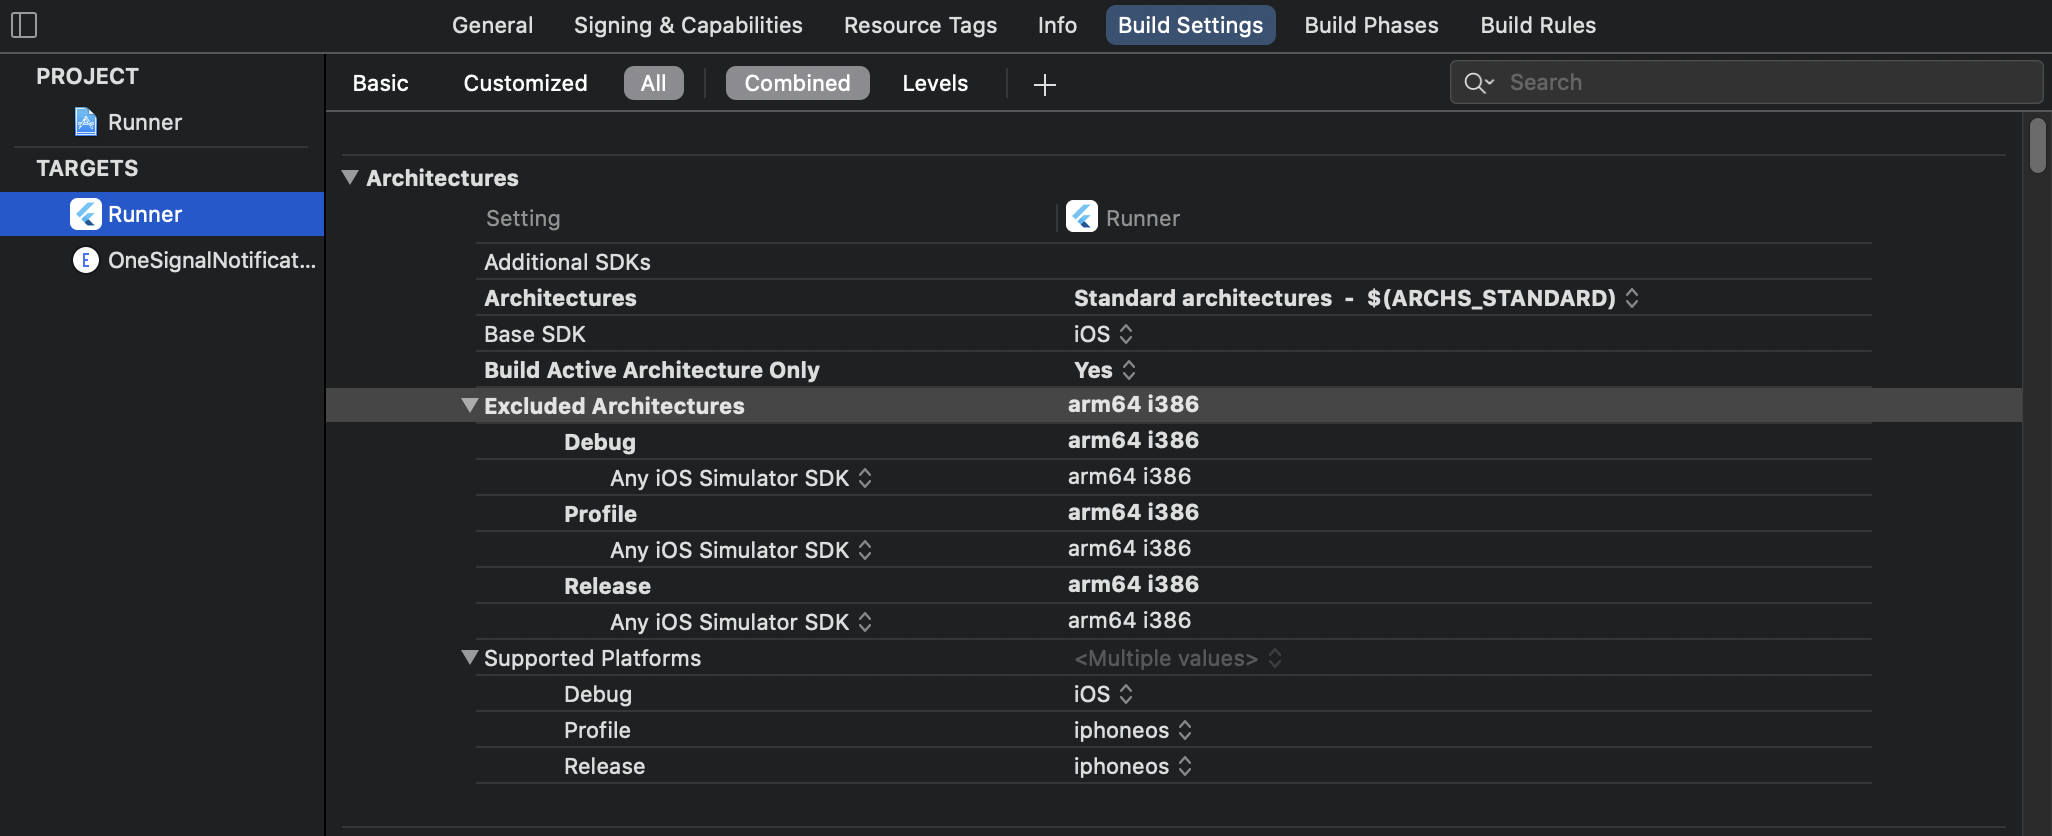 General Signing & Capabilities Resource Tags Info Build Settings Build Phases Build Rules
PROJECT
Runner
TARGETS
Runner
E OneSignalNotificat...
Basic Customized All Combined Levels + Search
Architectures
Setting Runner
Additional SDKs
Architectures Standard architectures - $(ARCHS_STANDARD)
Base SDK iOS
Build Active Architecture Only Yes
Excluded Architectures arm64 i386
Debug arm64 i386
Any iOS Simulator SDK arm64 i386
Profile arm64 i386
Any iOS Simulator SDK arm64 i386
Release arm64 i386
Any iOS Simulator SDK arm64 i386
Supported Platforms <Multiple values>
Debug iOS
Profile iphoneos
Release iphoneos